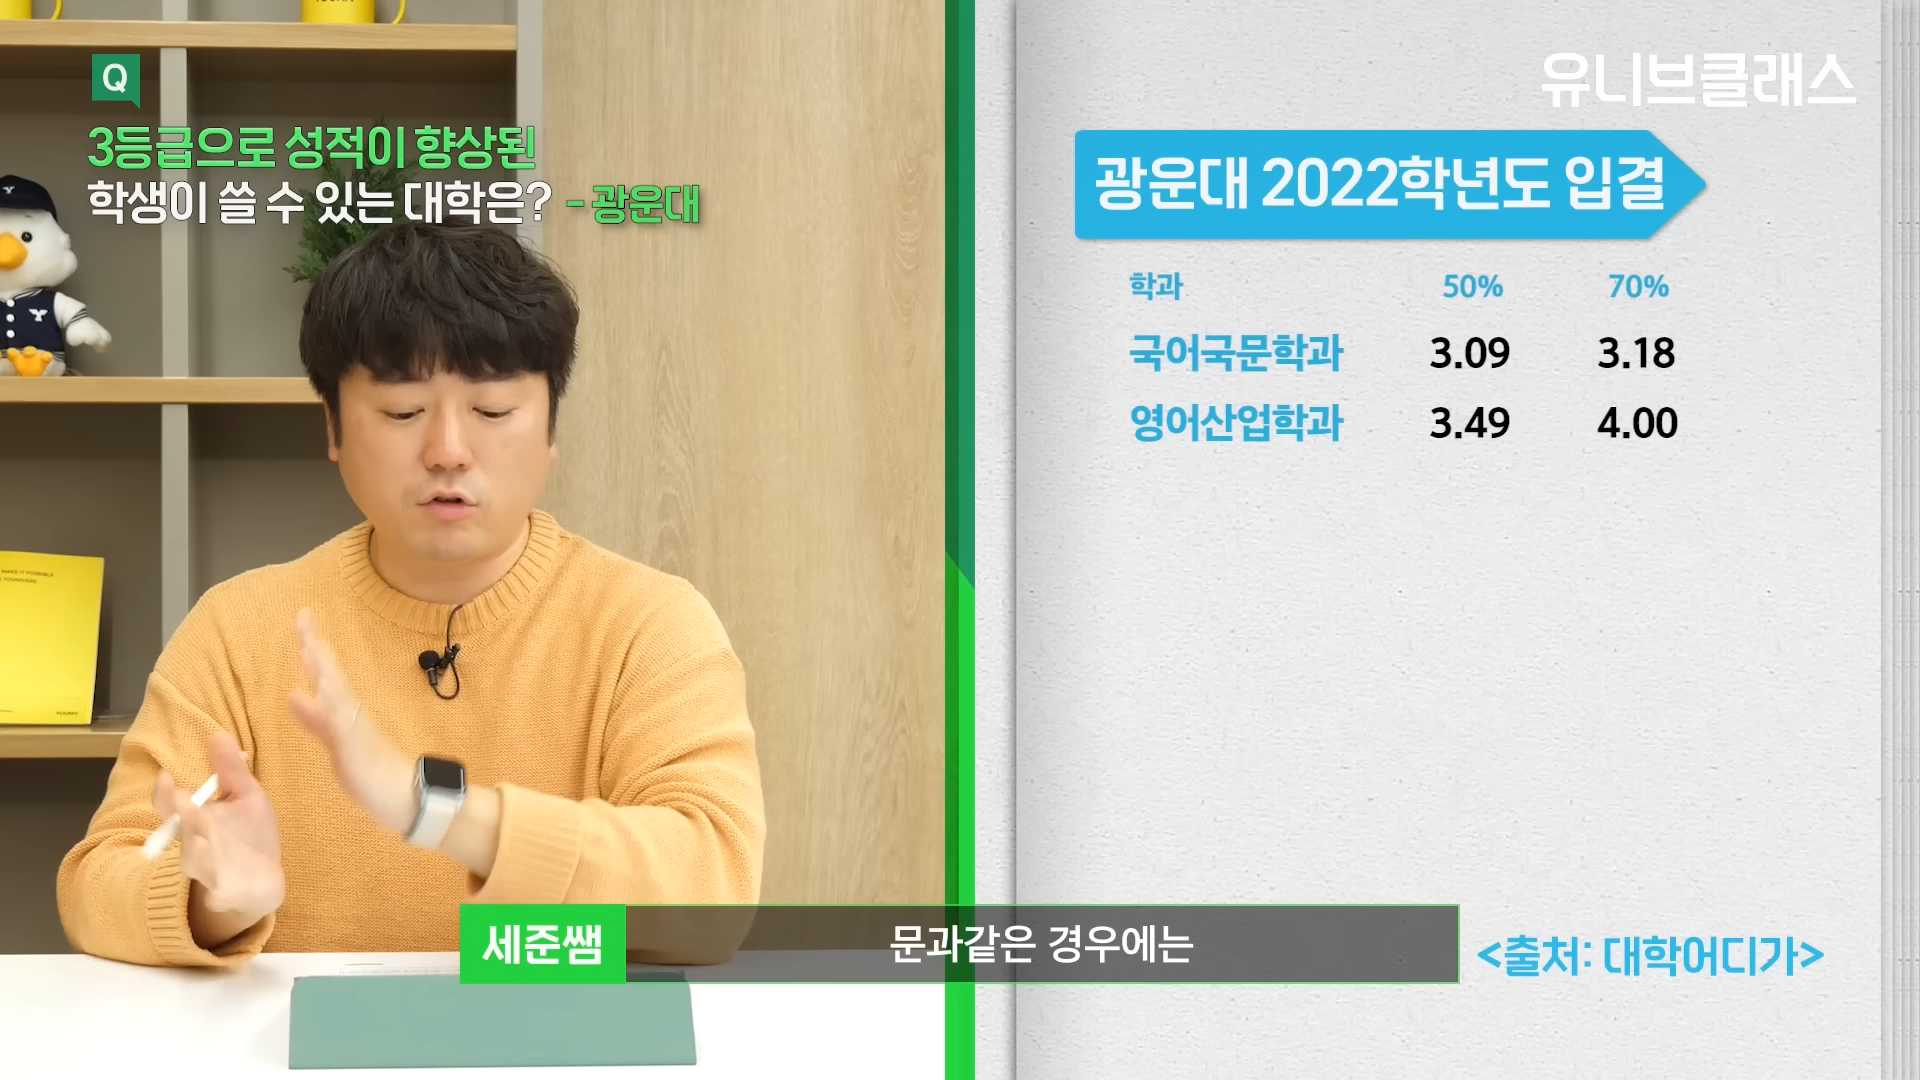 Q
3등급으로 성적이 향상된
학생이 쓸 수 있는 대학은? - 광운대
유니브클래스
광운대 2022학년도 입결
학과 50% 70%
국어국문학과 3.09 3.18
영어산업학과 3.49 4.00
MAKE IT POSSIBLE
세준쌤 문과같은 경우에는
<출처: 대학어디가>